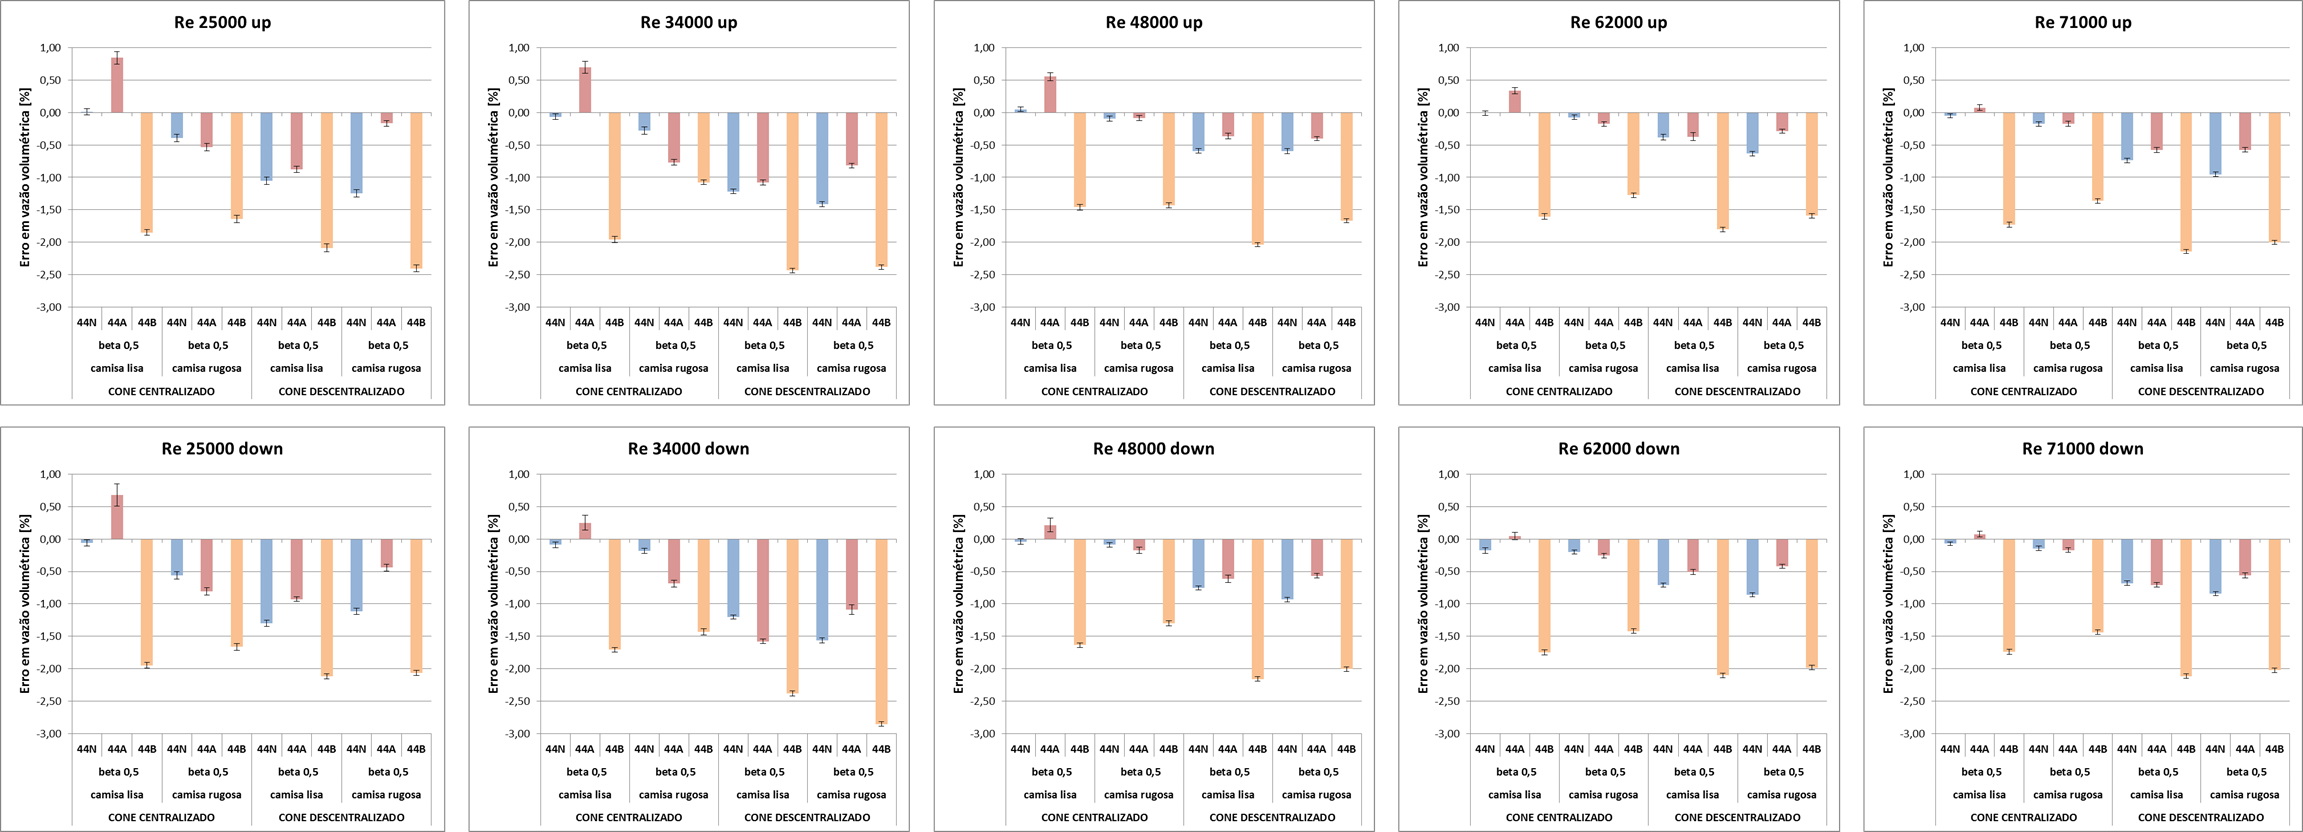 Re 25000 up
Erro em vazão volumétrica [%]
1,00
0,50
0,00
-0,50
-1,00
-1,50
-2,00
-2,50
-3,00
44N 44A 44B 44N 44A 44B 44N 44A 44B 44N 44A 44B
beta 0,5 beta 0,5 beta 0,5 beta 0,5
camisa lisa camisa rugosa camisa lisa camisa rugosa
CONE CENTRALIZADO CONE DESCENTRALIZADO
Re 34000 up
Erro em vazão volumétrica [%]
1,00
0,50
0,00
-0,50
-1,00
-1,50
-2,00
-2,50
-3,00
44N 44A 44B 44N 44A 44B 44N 44A 44B 44N 44A 44B
beta 0,5 beta 0,5 beta 0,5 beta 0,5
camisa lisa camisa rugosa camisa lisa camisa rugosa
CONE CENTRALIZADO CONE DESCENTRALIZADO
Re 48000 up
Erro em vazão volumétrica [%]
1,00
0,50
0,00
-0,50
-1,00
-1,50
-2,00
-2,50
-3,00
44N 44A 44B 44N 44A 44B 44N 44A 44B 44N 44A 44B
beta 0,5 beta 0,5 beta 0,5 beta 0,5
camisa lisa camisa rugosa camisa lisa camisa rugosa
CONE CENTRALIZADO CONE DESCENTRALIZADO
Re 62000 up
Erro em vazão volumétrica [%]
1,00
0,50
0,00
-0,50
-1,00
-1,50
-2,00
-2,50
-3,00
44N 44A 44B 44N 44A 44B 44N 44A 44B 44N 44A 44B
beta 0,5 beta 0,5 beta 0,5 beta 0,5
camisa lisa camisa rugosa camisa lisa camisa rugosa
CONE CENTRALIZADO CONE DESCENTRALIZADO
Re 71000 up
Erro em vazão volumétrica [%]
1,00
0,50
0,00
-0,50
-1,00
-1,50
-2,00
-2,50
-3,00
44N 44A 44B 44N 44A 44B 44N 44A 44B 44N 44A 44B
beta 0,5 beta 0,5 beta 0,5 beta 0,5
camisa lisa camisa rugosa camisa lisa camisa rugosa
CONE CENTRALIZADO CONE DESCENTRALIZADO
Re 25000 down
Erro em vazão volumétrica [%]
1,00
0,50
0,00
-0,50
-1,00
-1,50
-2,00
-2,50
-3,00
44N 44A 44B 44N 44A 44B 44N 44A 44B 44N 44A 44B
beta 0,5 beta 0,5 beta 0,5 beta 0,5
camisa lisa camisa rugosa camisa lisa camisa rugosa
CONE CENTRALIZADO CONE DESCENTRALIZADO
Re 34000 down
Erro em vazão volumétrica [%]
1,00
0,50
0,00
-0,50
-1,00
-1,50
-2,00
-2,50
-3,00
44N 44A 44B 44N 44A 44B 44N 44A 44B 44N 44A 44B
beta 0,5 beta 0,5 beta 0,5 beta 0,5
camisa lisa camisa rugosa camisa lisa camisa rugosa
CONE CENTRALIZADO CONE DESCENTRALIZADO
Re 48000 down
Erro em vazão volumétrica [%]
1,00
0,50
0,00
-0,50
-1,00
-1,50
-2,00
-2,50
-3,00
44N 44A 44B 44N 44A 44B 44N 44A 44B 44N 44A 44B
beta 0,5 beta 0,5 beta 0,5 beta 0,5
camisa lisa camisa rugosa camisa lisa camisa rugosa
CONE CENTRALIZADO CONE DESCENTRALIZADO
Re 62000 down
Erro em vazão volumétrica [%]
1,00
0,50
0,00
-0,50
-1,00
-1,50
-2,00
-2,50
-3,00
44N 44A 44B 44N 44A 44B 44N 44A 44B 44N 44A 44B
beta 0,5 beta 0,5 beta 0,5 beta 0,5
camisa lisa camisa rugosa camisa lisa camisa rugosa
CONE CENTRALIZADO CONE DESCENTRALIZADO
Re 71000 down
Erro em vazão volumétrica [%]
1,00
0,50
0,00
-0,50
-1,00
-1,50
-2,00
-2,50
-3,00
44N 44A 44B 44N 44A 44B 44N 44A 44B 44N 44A 44B
beta 0,5 beta 0,5 beta 0,5 beta 0,5
camisa lisa camisa rugosa camisa lisa camisa rugosa
CONE CENTRALIZADO CONE DESCENTRALIZADO